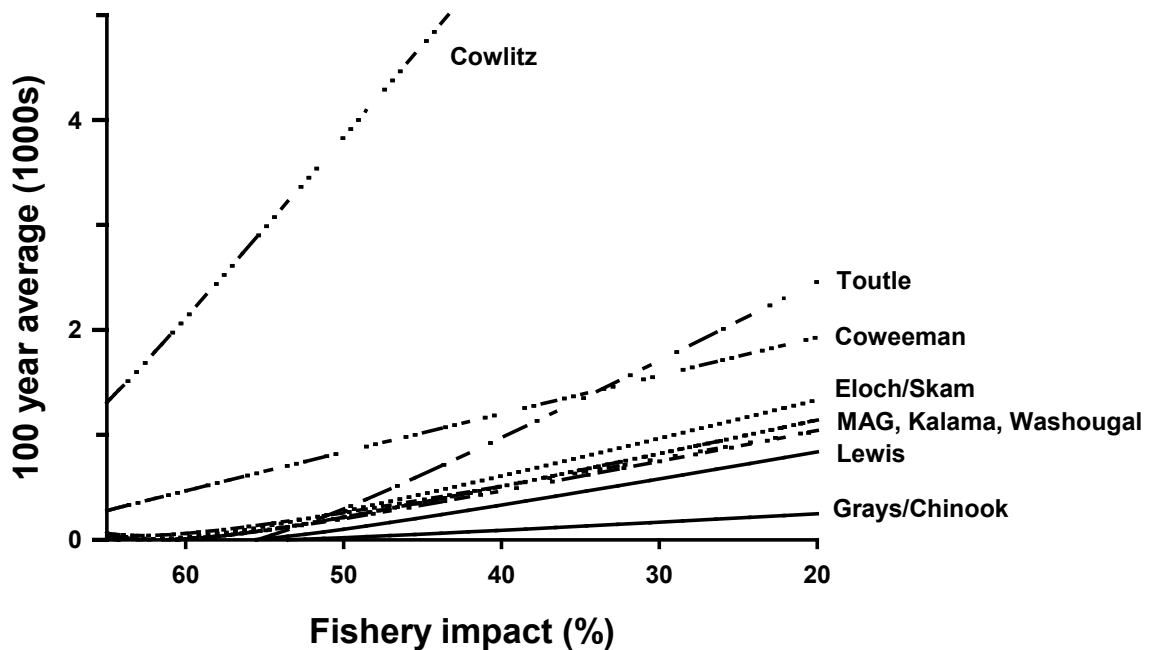 100 year average (1000s)
4
2
0
Cowlitz
Toutle
Coweeman
Eloch/Skam
MAG, Kalama, Washougal
Lewis
Grays/Chinook
60 50 40 30 20
Fishery impact (%)